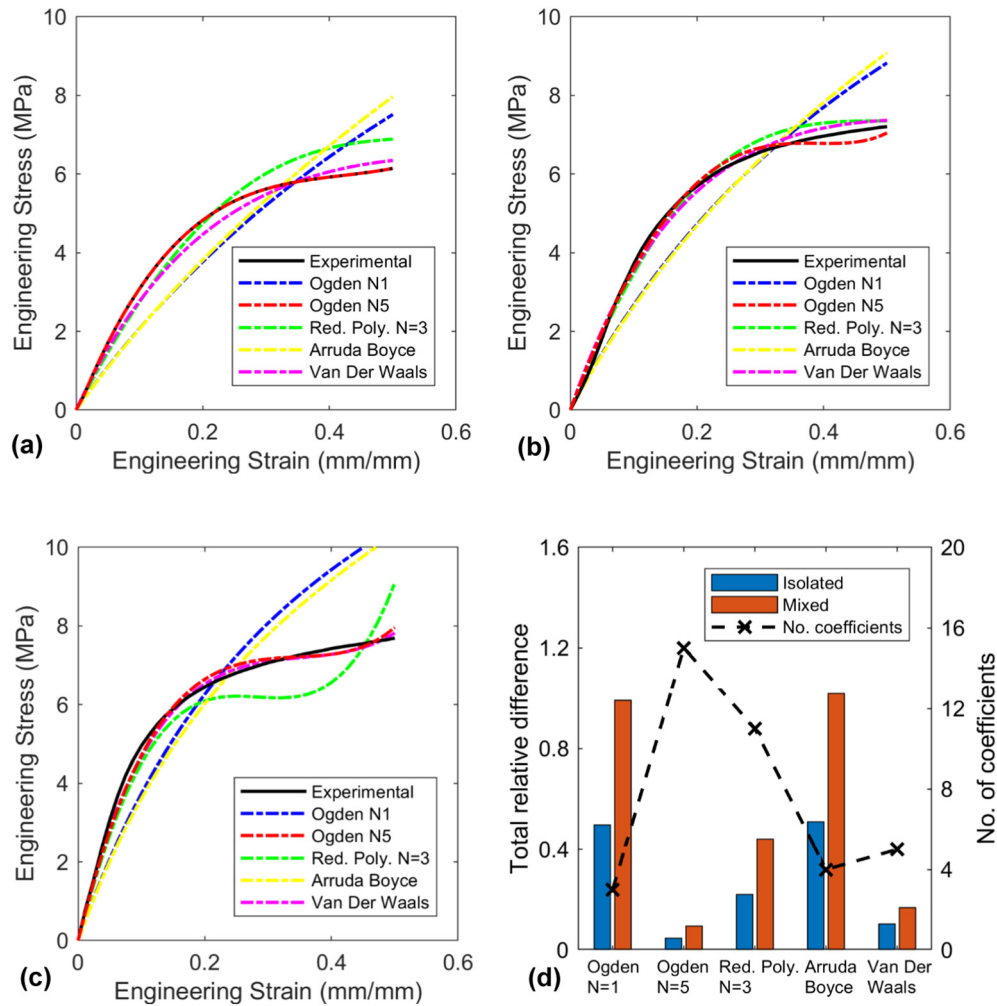 10
8
6
4
2
0
Engineering Stress (MPa)
Experimental
Ogden N1
Ogden N5
Red. Poly. N=3
Arruda Boyce
Van Der Waals
0
0.2
0.4
0.6
Engineering Strain (mm/mm)
(a)
10
8
6
4
2
0
Engineering Stress (MPa)
Experimental
Ogden N1
Ogden N5
Red. Poly. N=3
Arruda Boyce
Van Der Waals
0
0.2
0.4
0.6
Engineering Strain (mm/mm)
(b)
10
8
6
4
2
0
Engineering Stress (MPa)
Experimental
Ogden N1
Ogden N5
Red. Poly. N=3
Arruda Boyce
Van Der Waals
0
0.2
0.4
0.6
Engineering Strain (mm/mm)
(c)
1.6
1.2
0.8
0.4
0
Total relative difference
Isolated
Mixed
No. coefficients
20
16
12
8
4
0
No. of coefficients
Ogden
N=1
Ogden
N=5
Red. Poly.
N=3
Arruda
Boyce
Van Der
Waals
(d)